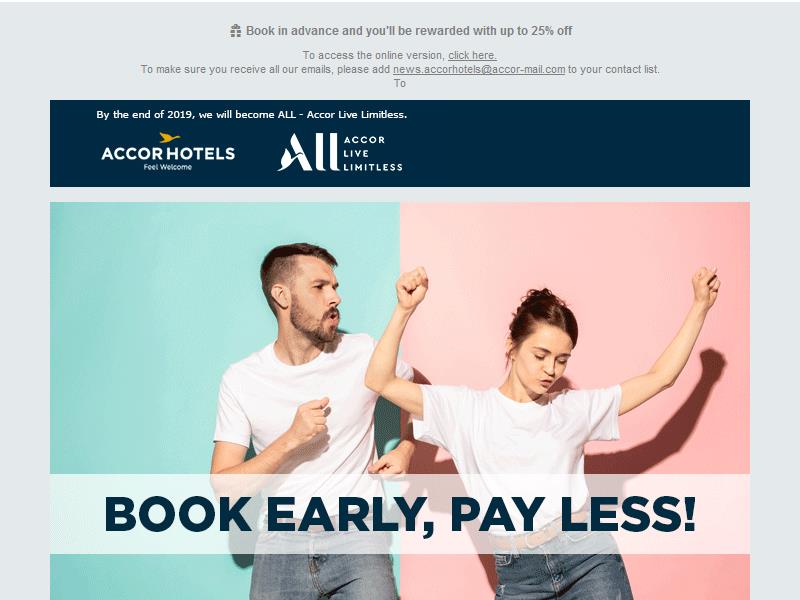 Book in advance and you'll be rewarded with up to 25% off
To access the online version, click here.
To make sure you receive all our emails, please add news.accorhotels@accor-mail.com to your contact list.
To
By the end of 2019, we will become ALL - Accor Live Limitless.
ACCORHOTELS
Feel Welcome
All
ACCOR
LIVE
LIMITLESS
BOOK EARLY, PAY LESS!